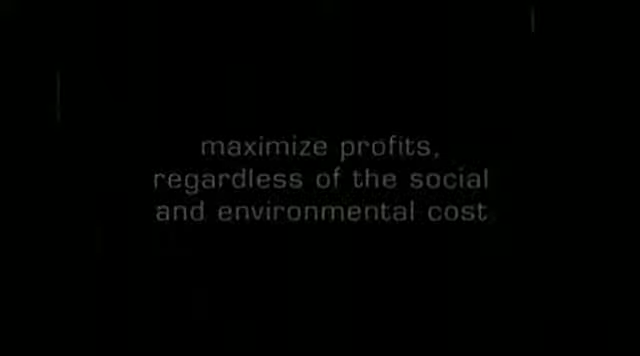 maximize profits,
regardless of the social
and environmental cost